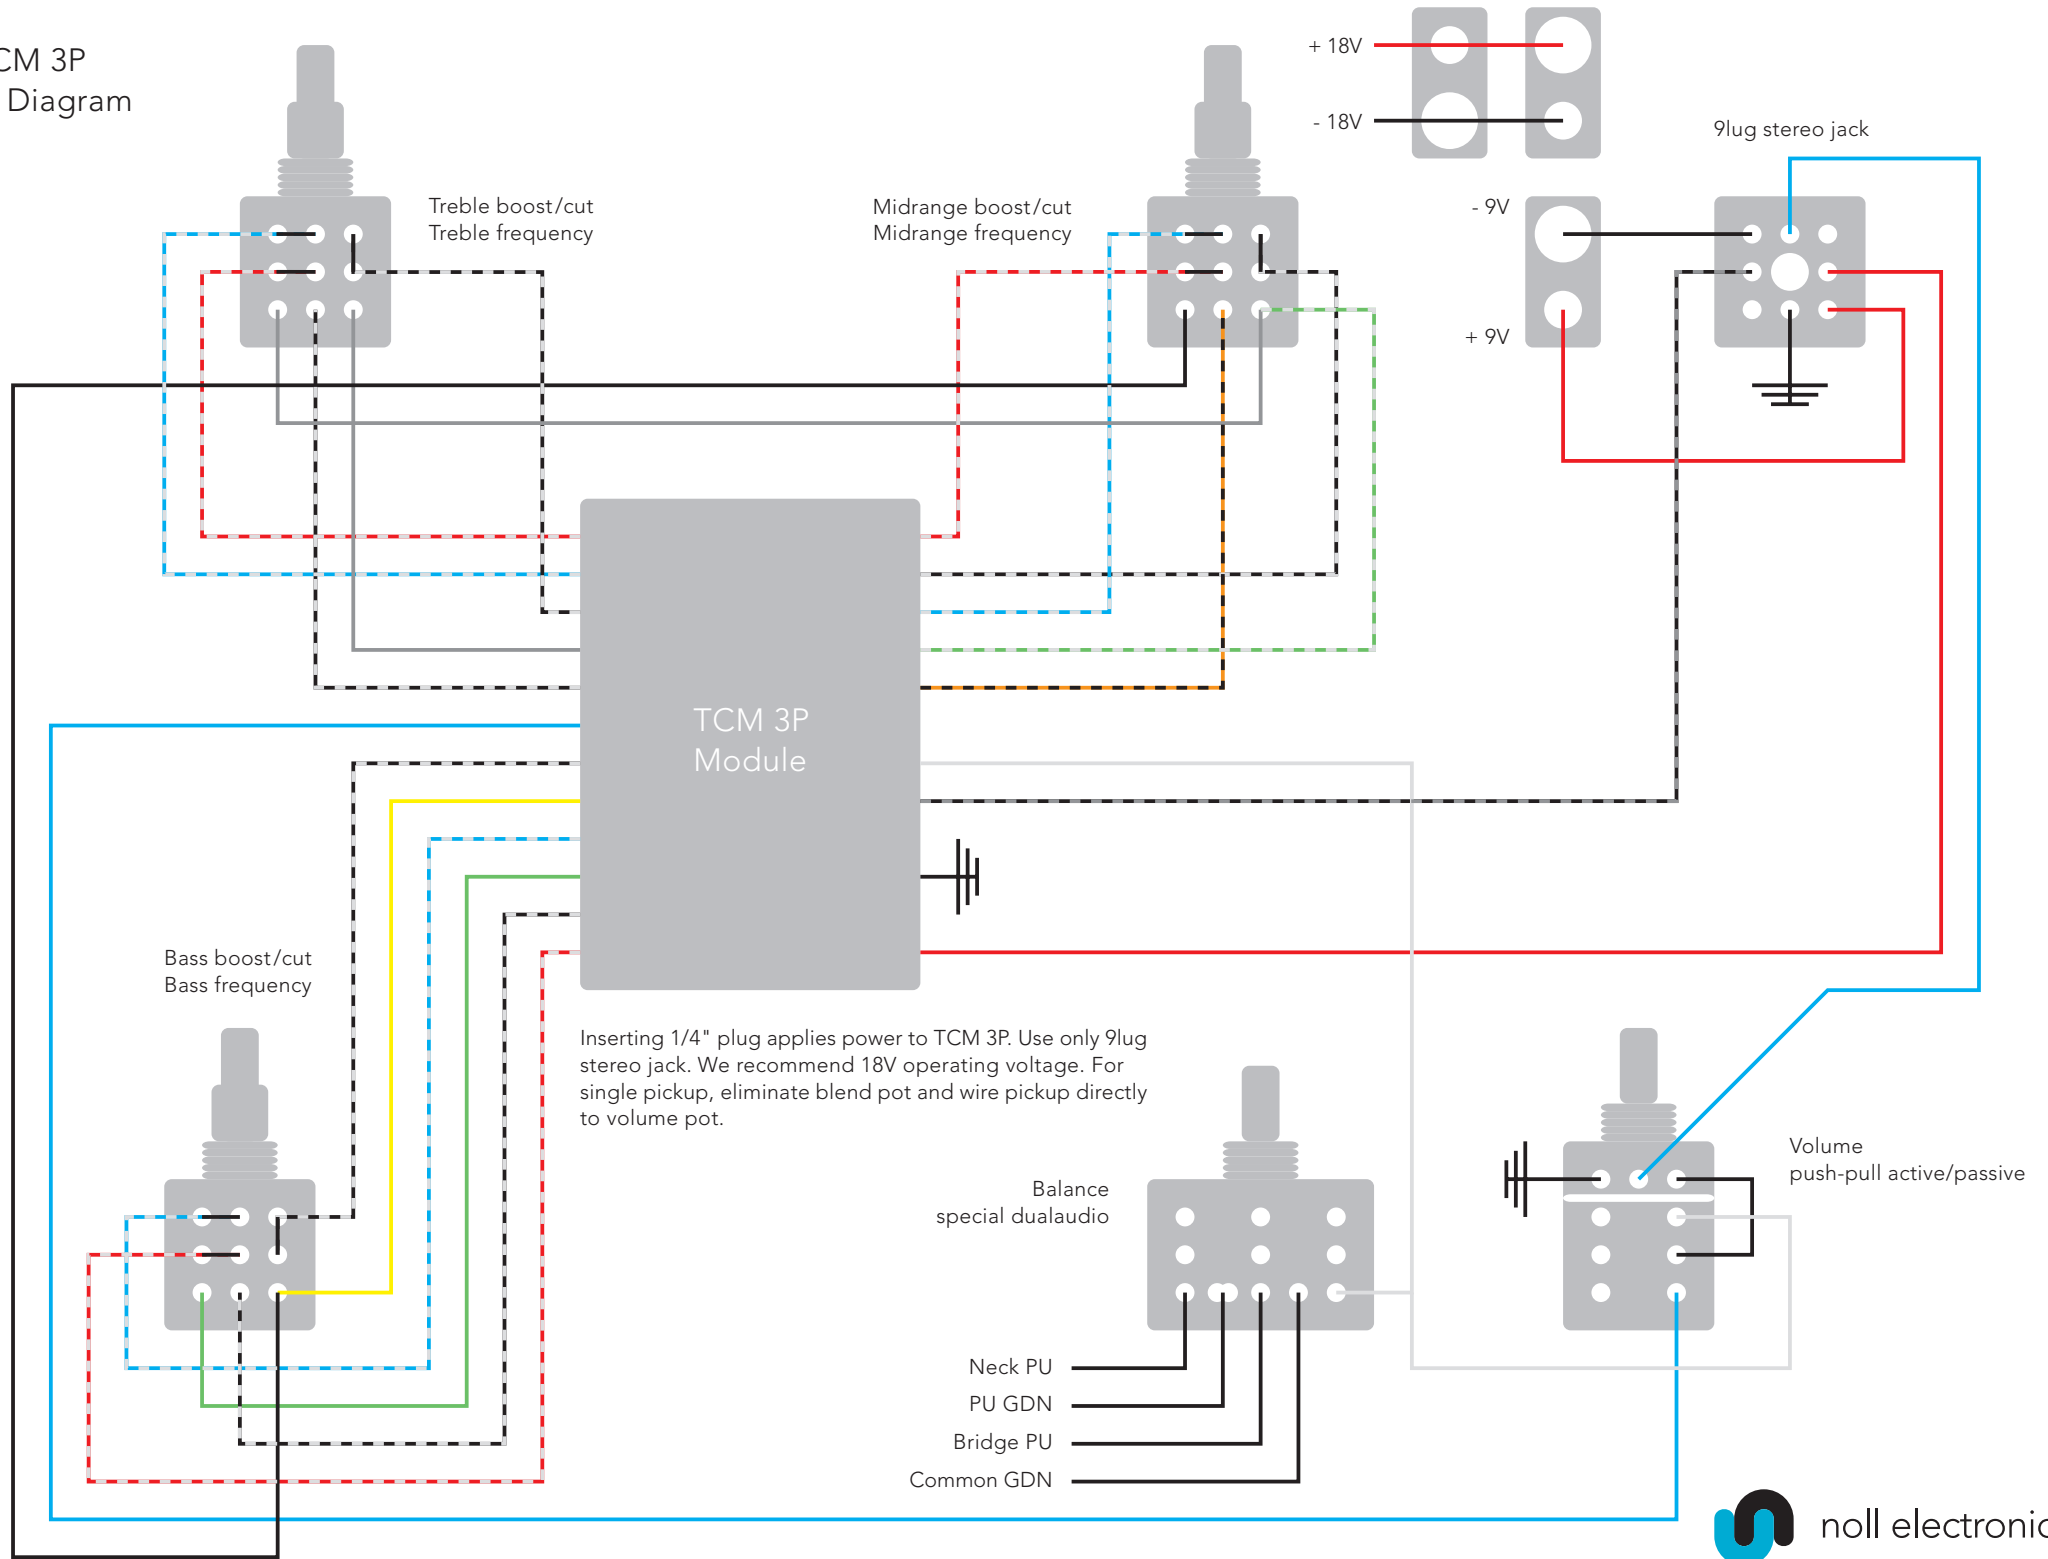 CM 3P
Diagram
+ 18V
- 18V
9lug stereo jack
Treble boost/cut
Treble frequency
Midrange boost/cut
Midrange frequency
- 9V
+ 9V
TCM 3P
Module
Bass boost/cut
Bass frequency
Inserting 1/4" plug applies power to TCM 3P. Use only 9lug
stereo jack. We recommend 18V operating voltage. For
single pickup, eliminate blend pot and wire pickup directly
to volume pot.
Balance
special dualaudio
Volume
push-pull active/passive
Neck PU
PU GDN
Bridge PU
Common GDN
noll electronic